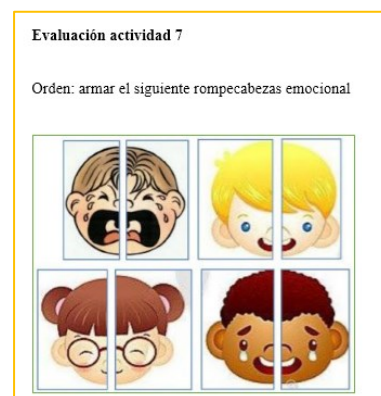 Evaluación actividad 7
Orden: armar el siguiente rompecabezas emocional